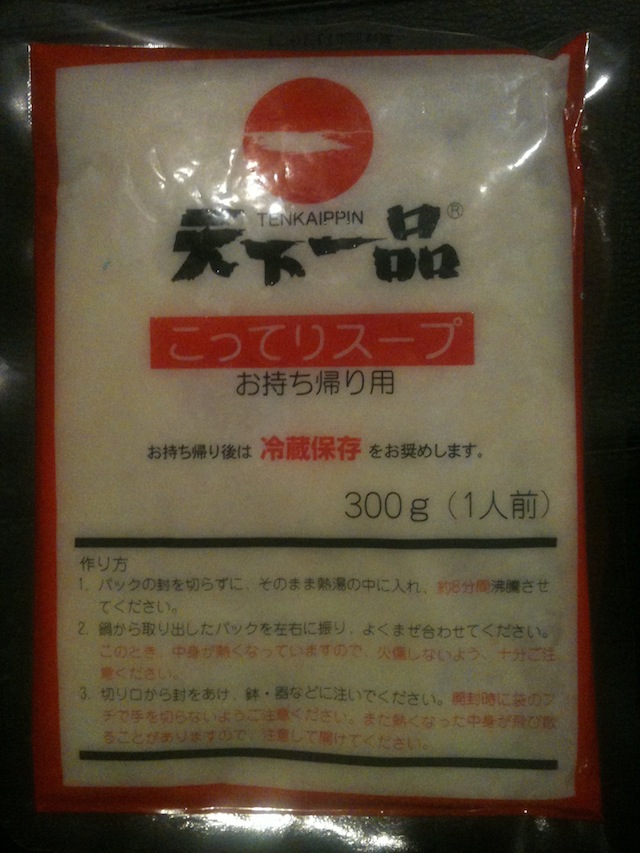 TENKAIPPIN
天下一品®
こってりスープ
お持ち帰り用
お持ち帰り後は 冷蔵保存 をお奨めします。
300g（1人前）
作り方
1. パックの封を切らずに、そのまま熱湯の中に入れ、約8分間沸騰させ
てください。
2. 鍋から取り出したパックを左右に振り、よくまぜ合わせてください。
このとき、中身が熱くなっていますので、火傷しないよう、十分ご注
意ください。
3. 切り口から封をあけ、鉢・器などに注いでください。開封時に袋のフ
チで手を切らないようご注意ください。また熱くなった中身が飛び散
ることがありますので、注意して開けてください。